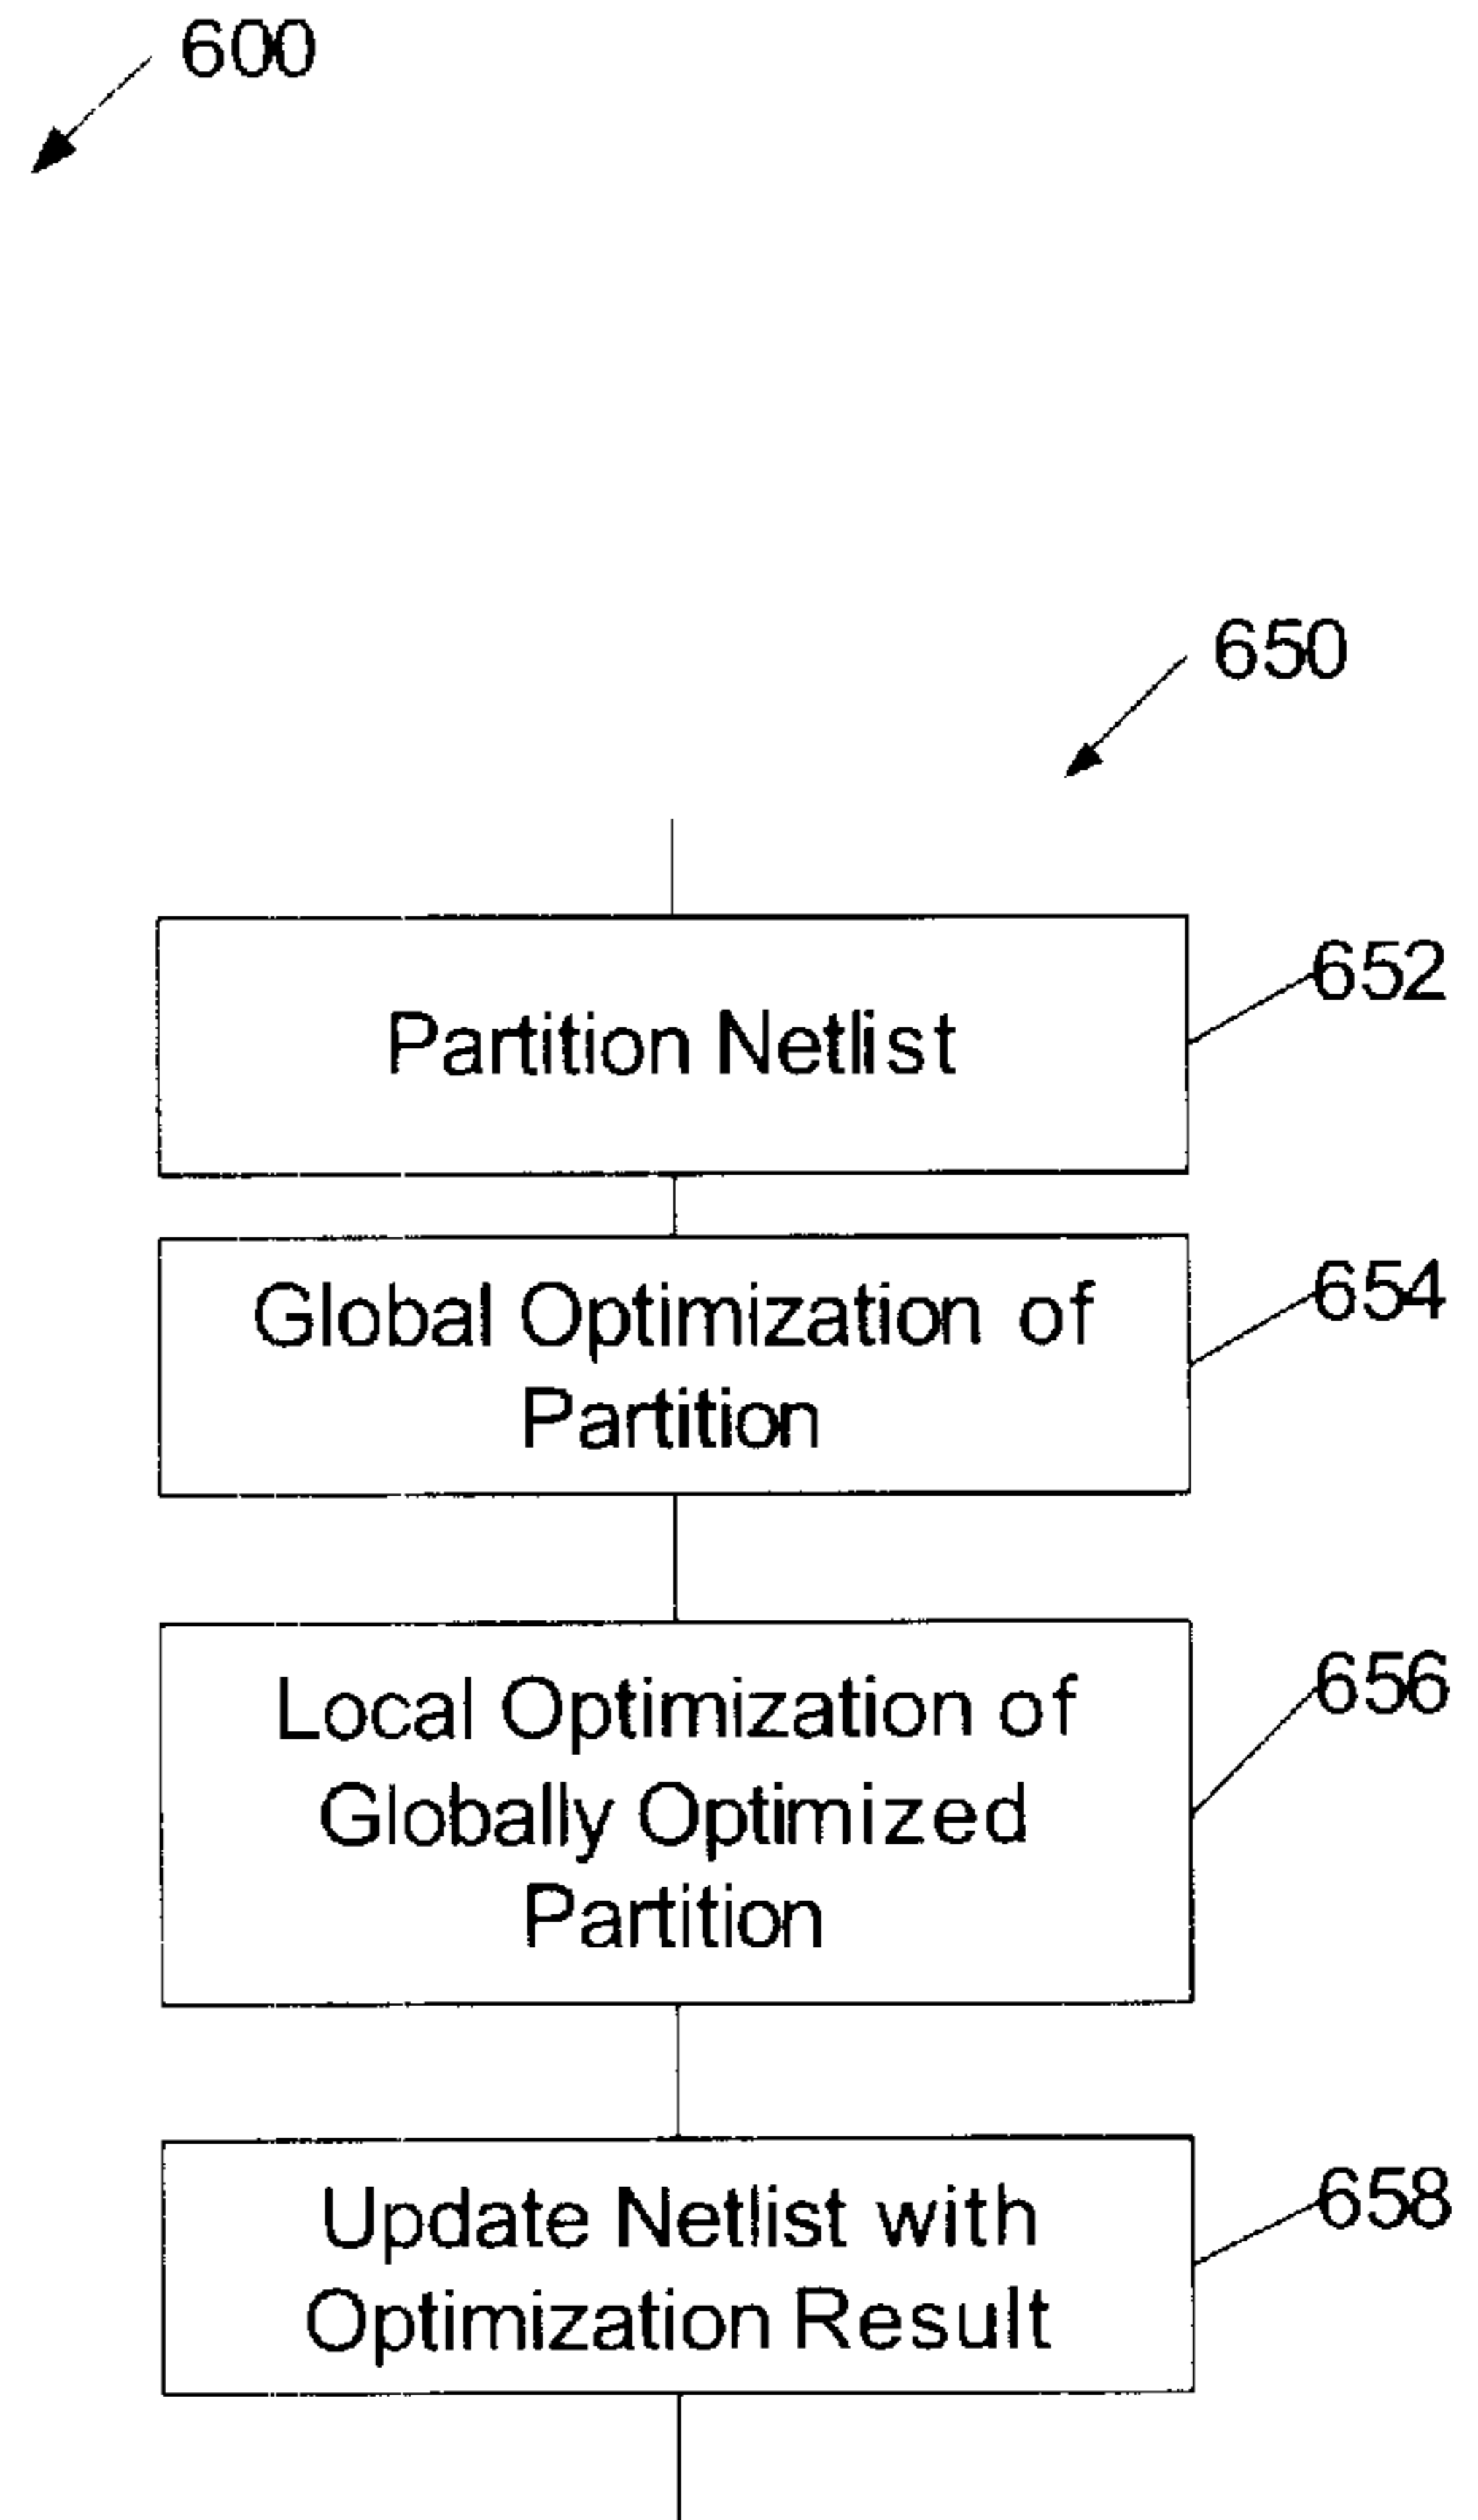 600
650
Partition Netlist
652
Global Optimization of
Partition
654
Local Optimization of
Globally Optimized
Partition
656
Update Netlist with
Optimization Result
658